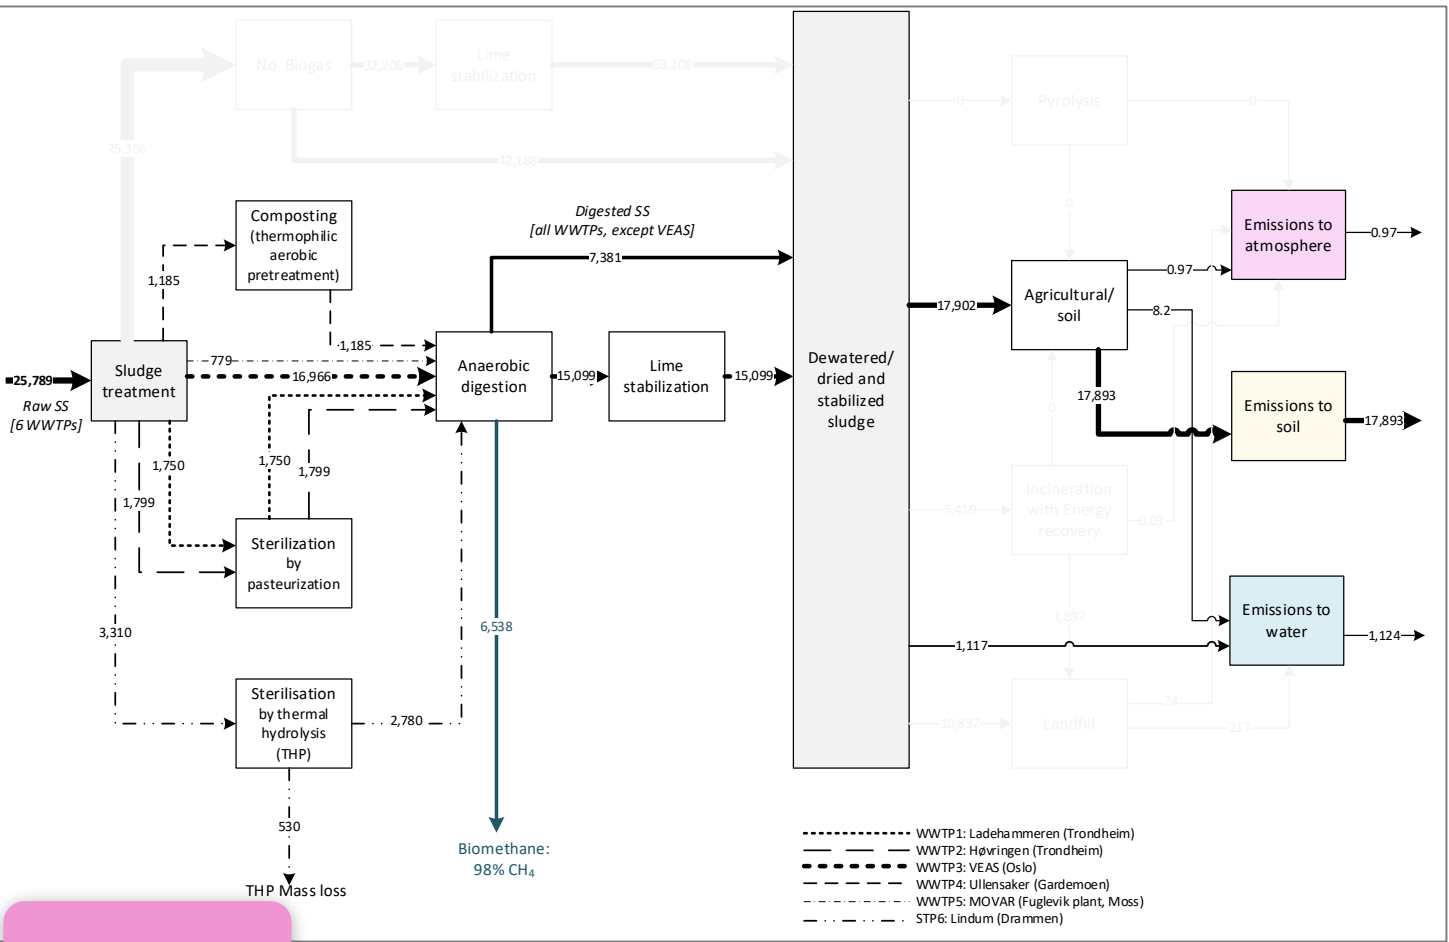 No Biogas
32,206
Lime
stabilization
33,208
75,396
42,188
0
Pyrolysis
0
0
Composting
(thermophilic
aerobic
pretreatment)
1,185
1,185
Digested SS
[all WWTPs, except VEAS]
7,381
Emissions to
atmosphere
0.97
0.97
8.2
17,902
Agricultural/
soil
25,789
Raw SS
[6 WWTPs]
Sludge
treatment
779
16,966
Anaerobic
digestion
15,099
Lime
stabilization
15,099
Dewatered/
dried and
stabilized
sludge
17,893
Emissions to
soil
17,893
0
1,750
1,799
1,750
1,799
Sterilization
by
pasteurization
5,419
Incineration
with Energy
recovery
0,03
3,310
6,538
1,897
Emissions to
water
1,117
1,124
Sterilisation
by thermal
hydrolysis
(THP)
2,780
10,837
Landfill
24
217
530
THP Mass loss
Biomethane:
98% CH₄
WWTP1: Ladehammeren (Trondheim)
WWTP2: Høvringen (Trondheim)
WWTP3: VEAS (Oslo)
WWTP4: Ullensaker (Gardemoen)
WWTP5: MOVAR (Fuglevik plant, Moss)
STP6: Lindum (Drammen)